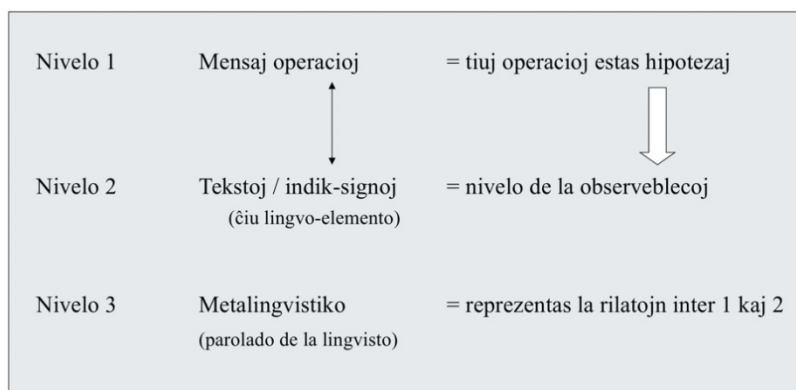 Nivelo 1 Mensaj operacioj = tiuj operacioj estas hipotezaj
Nivelo 2 Tekstoj / indik-signoj = nivelo de la observeblecoj
(ĉiu lingvo-elemento)
Nivelo 3 Metalingvistiko = reprezentas la rilatojn inter 1 kaj 2
(parolado de la lingvisto)